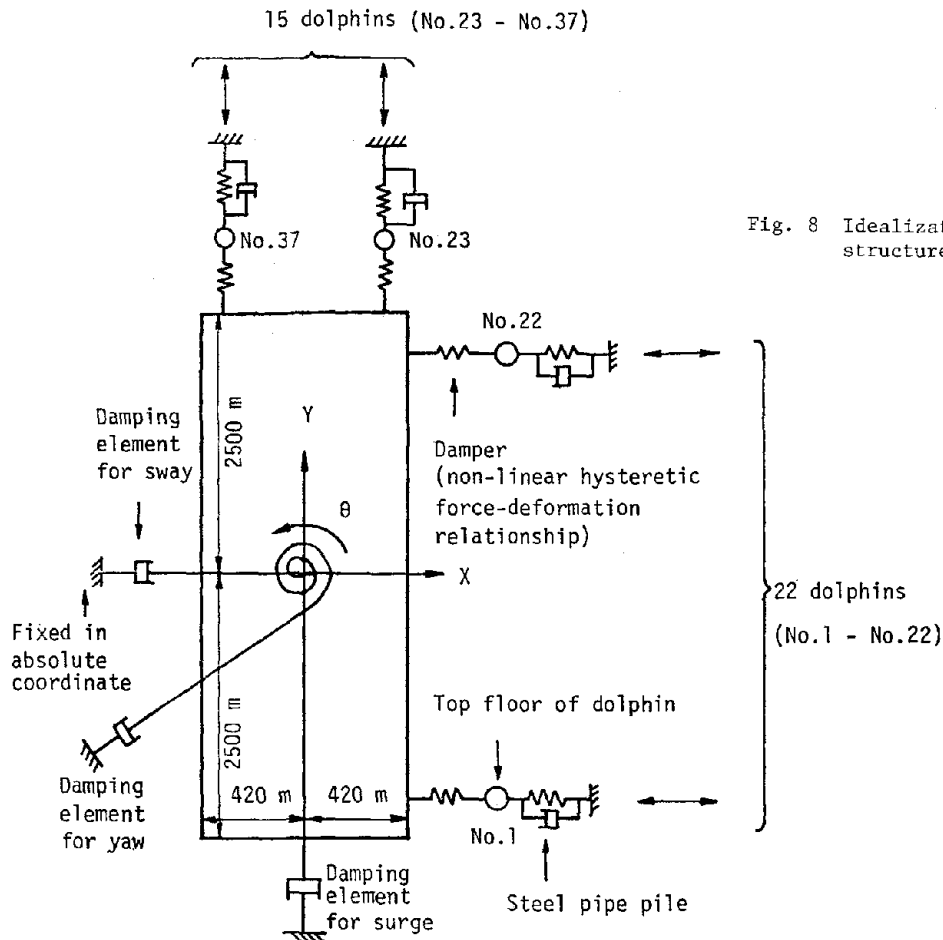 15 dolphins (No.23 - No.37)
No.37
No.23
Fig. 8 Idealizat
structure
No.22
Damping
element
for sway
2500 m
Y
Damper
(non-linear hysteretic
force-deformation
relationship)
θ
X
22 dolphins
(No.1 - No.22)
Fixed in
absolute
coordinate
2500 m
Top floor of dolphin
Damping
element
for yaw
420 m
420 m
No.1
Damping
element
for surge
Steel pipe pile